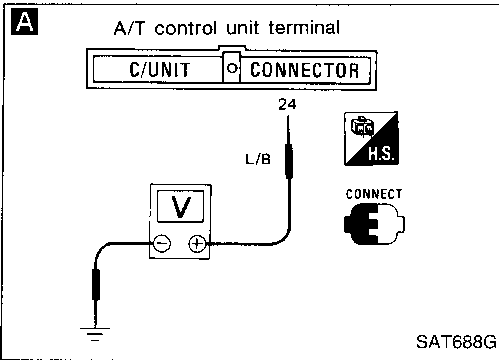 A
A/T control unit terminal
C/UNIT CONNECTOR
24
L/B
H.S.
CONNECT
V
− +
SAT688G